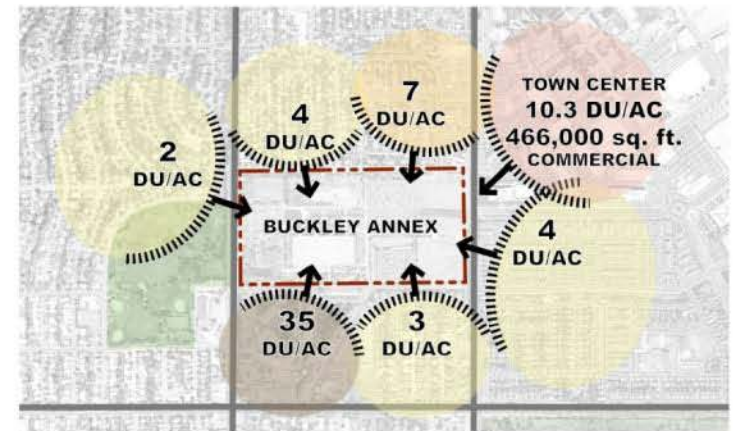 TOWN CENTER
10.3 DU/AC
466,000 sq. ft.
COMMERCIAL
7
DU/AC
4
DU/AC
2
DU/AC
BUCKLEY ANNEX
4
DU/AC
35
DU/AC
3
DU/AC